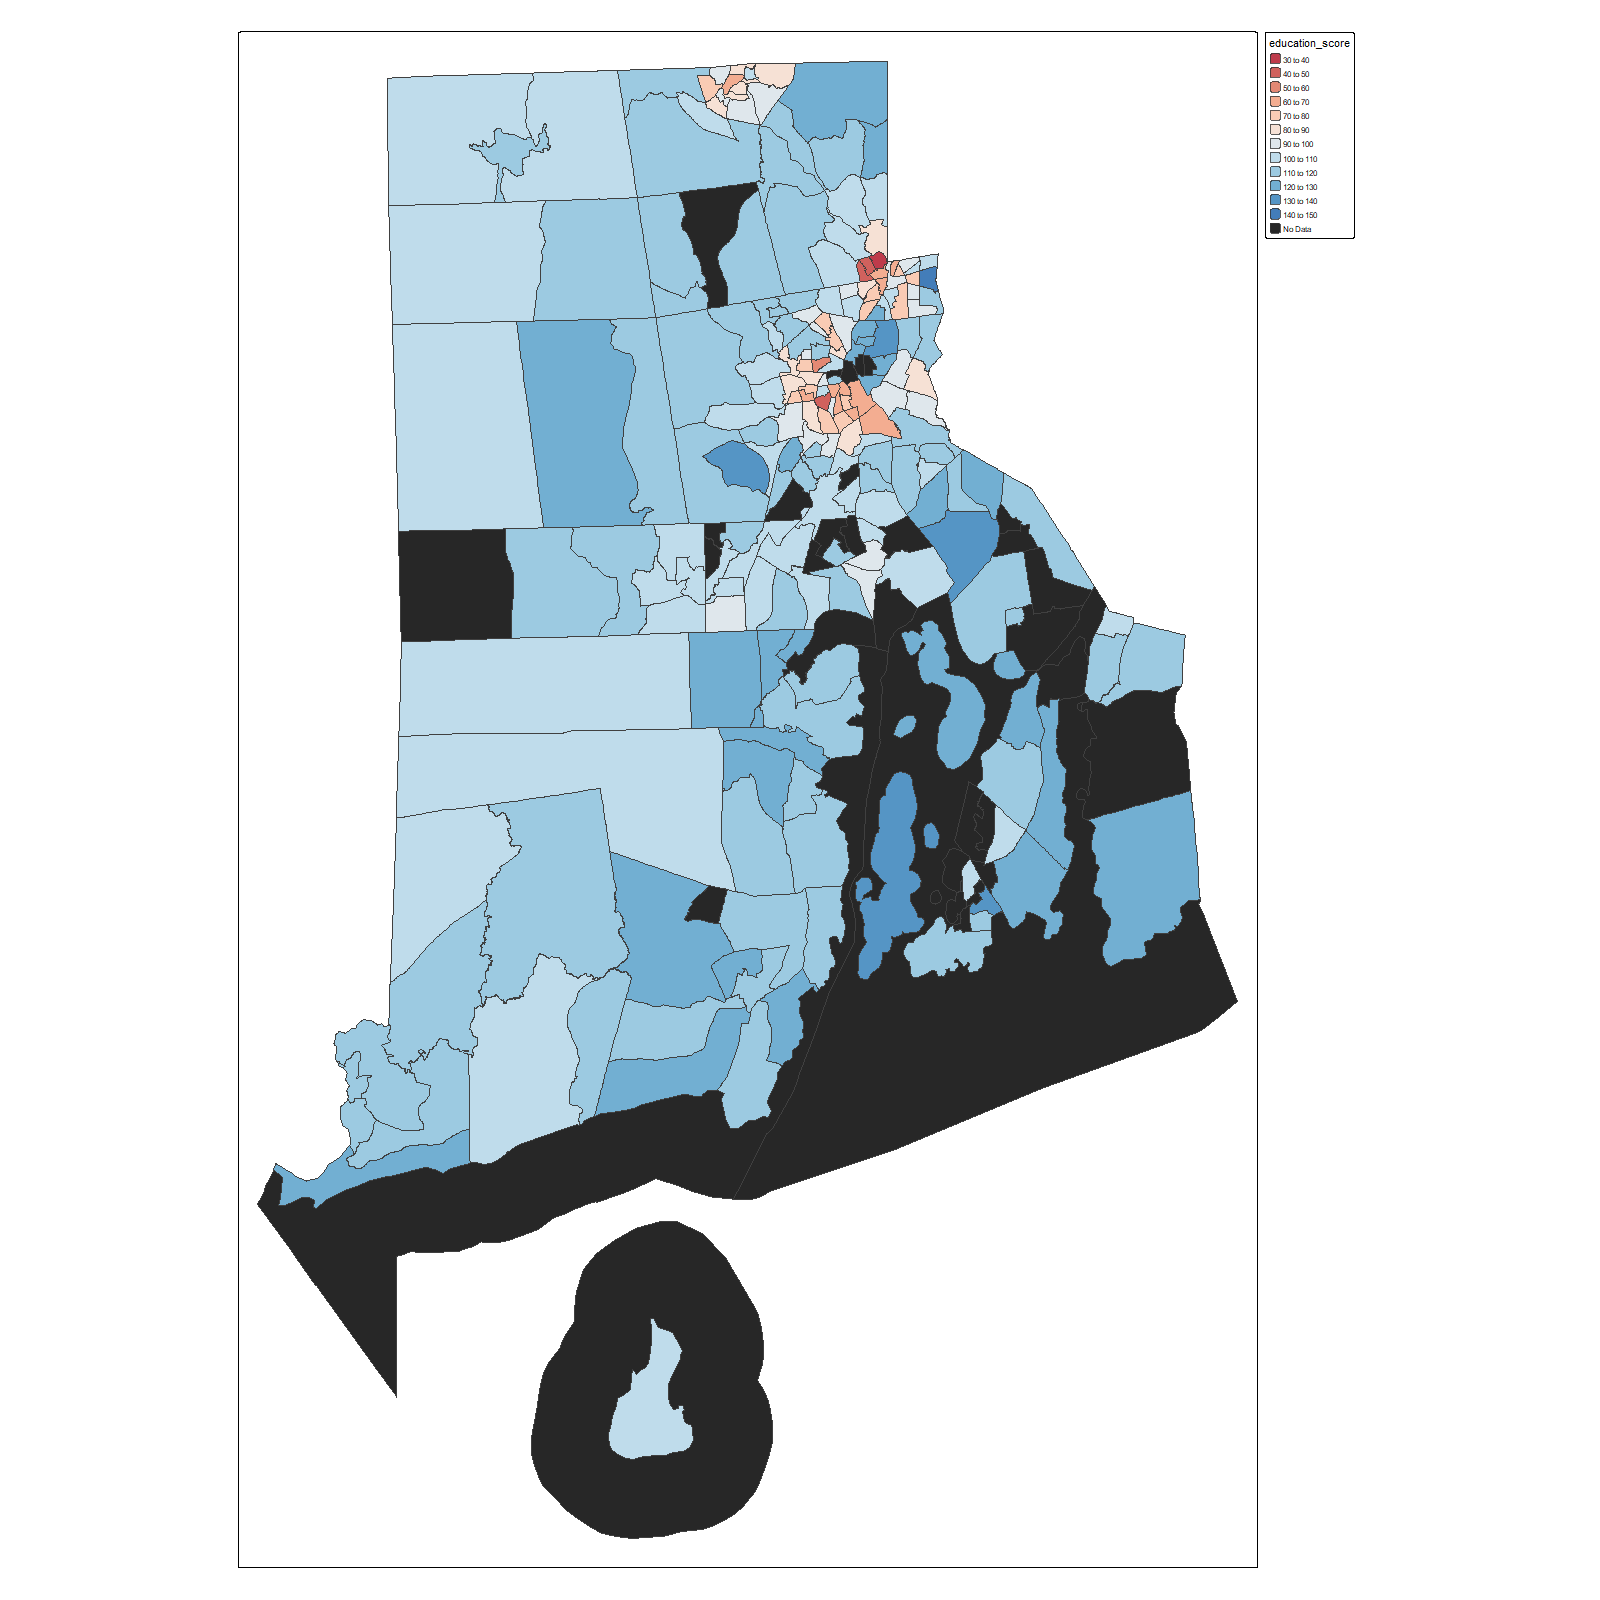 education_score
30 to 40
40 to 50
50 to 60
60 to 70
70 to 80
80 to 90
90 to 100
100 to 110
110 to 120
120 to 130
130 to 140
140 to 150
No Data